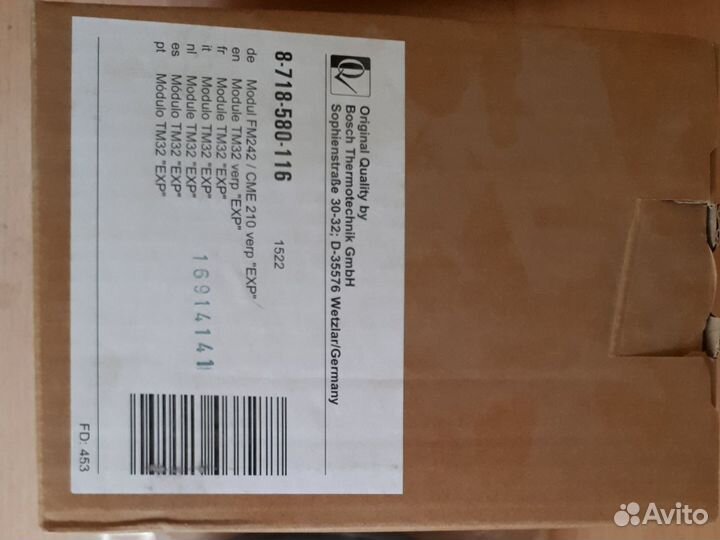 Original Quality by
Bosch Thermotechnik GmbH
Sophienstraße 30-32; D-35576 Wetzlar/Germany
8-718-580-116 1522
de Modul FM242 / CME 210 verp "EXP"
en Module TM32 verp "EXP"
fr Module TM32 "EXP"
it Modulo TM32 "EXP"
nl Module TM32 "EXP"
es Módulo TM32 "EXP"
pt Módulo TM32 "EXP"
16914141
FD: 453
Avito